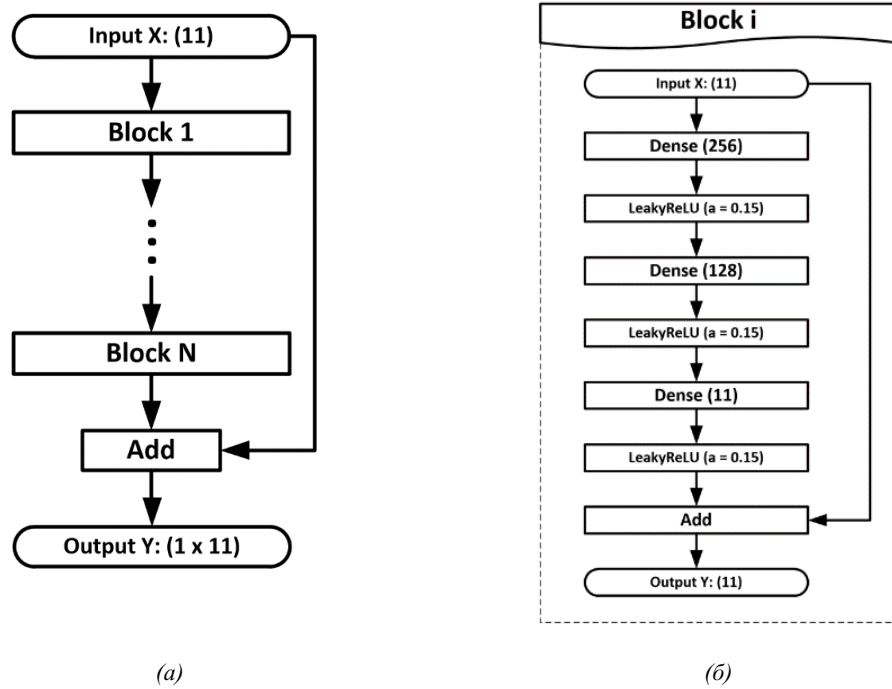 Input X: (11)
Block 1
Block N
Add
Output Y: (1 x 11)
(а)
Block i
Input X: (11)
Dense (256)
LeakyReLU (a = 0.15)
Dense (128)
LeakyReLU (a = 0.15)
Dense (11)
LeakyReLU (a = 0.15)
Add
Output Y: (11)
(б)